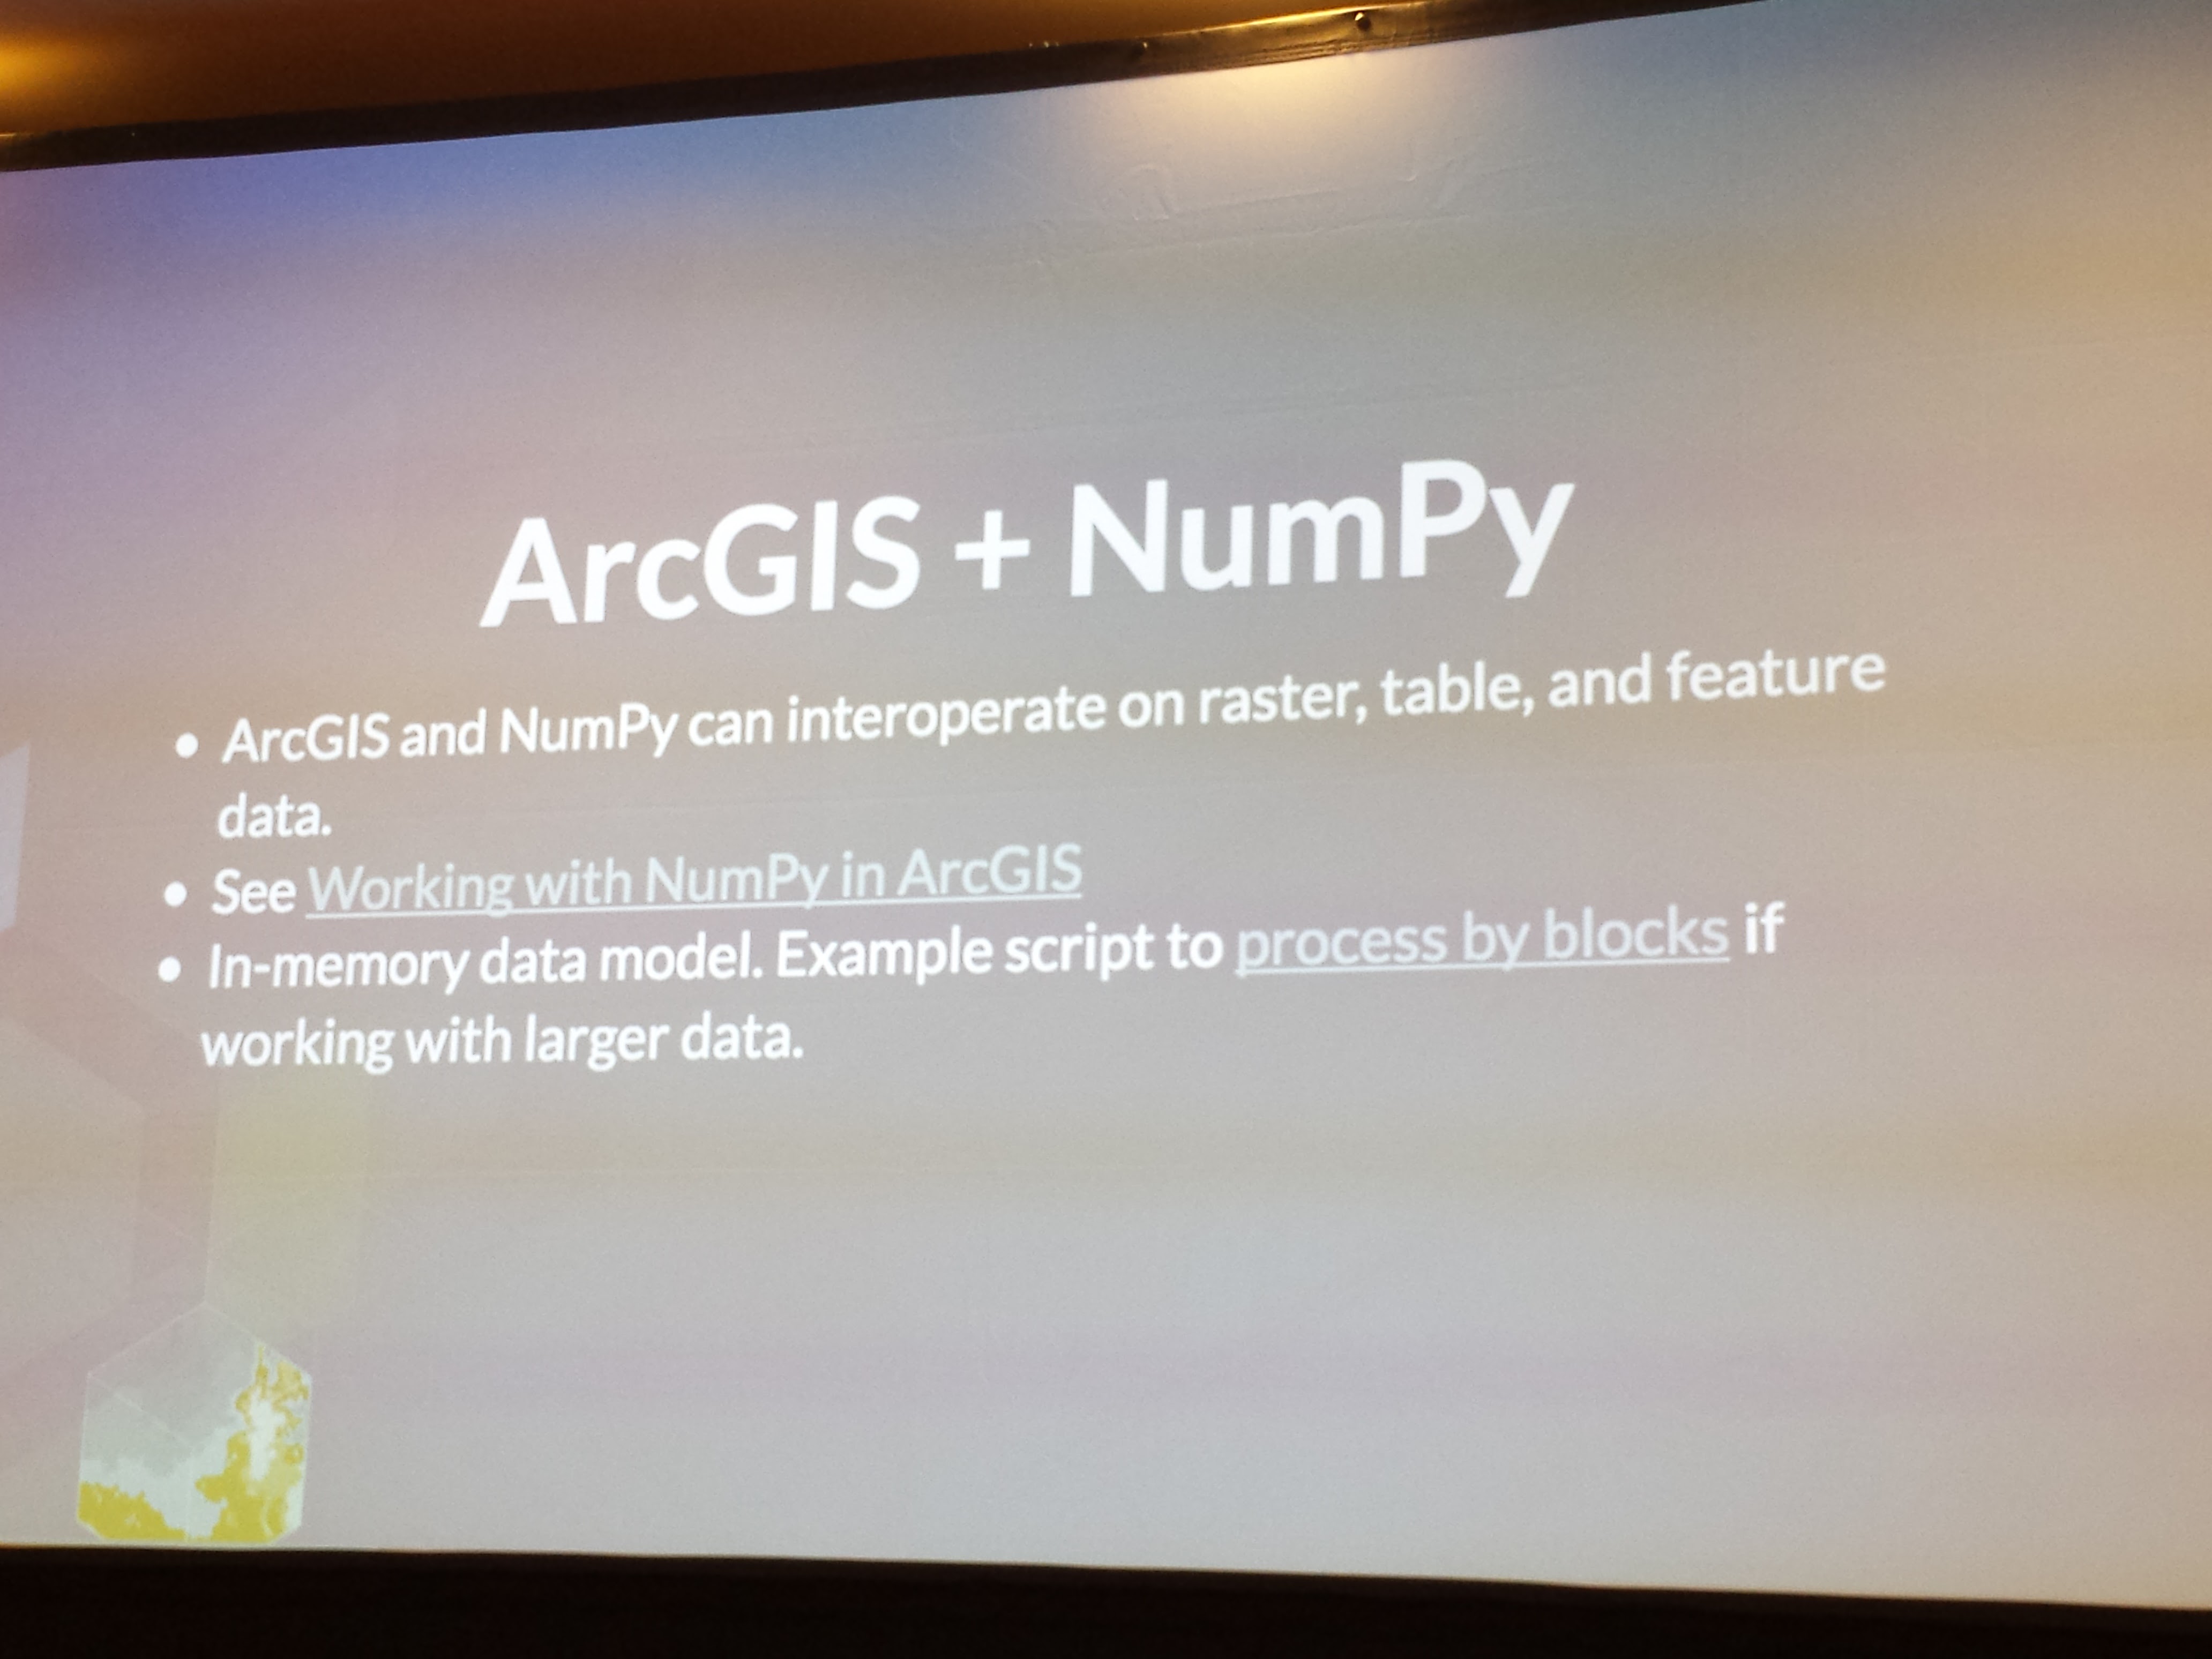 ArcGIS + NumPy
• ArcGIS and NumPy can interoperate on raster, table, and feature
data.
• See Working with NumPy in ArcGIS
• In-memory data model. Example script to process by blocks if
working with larger data.